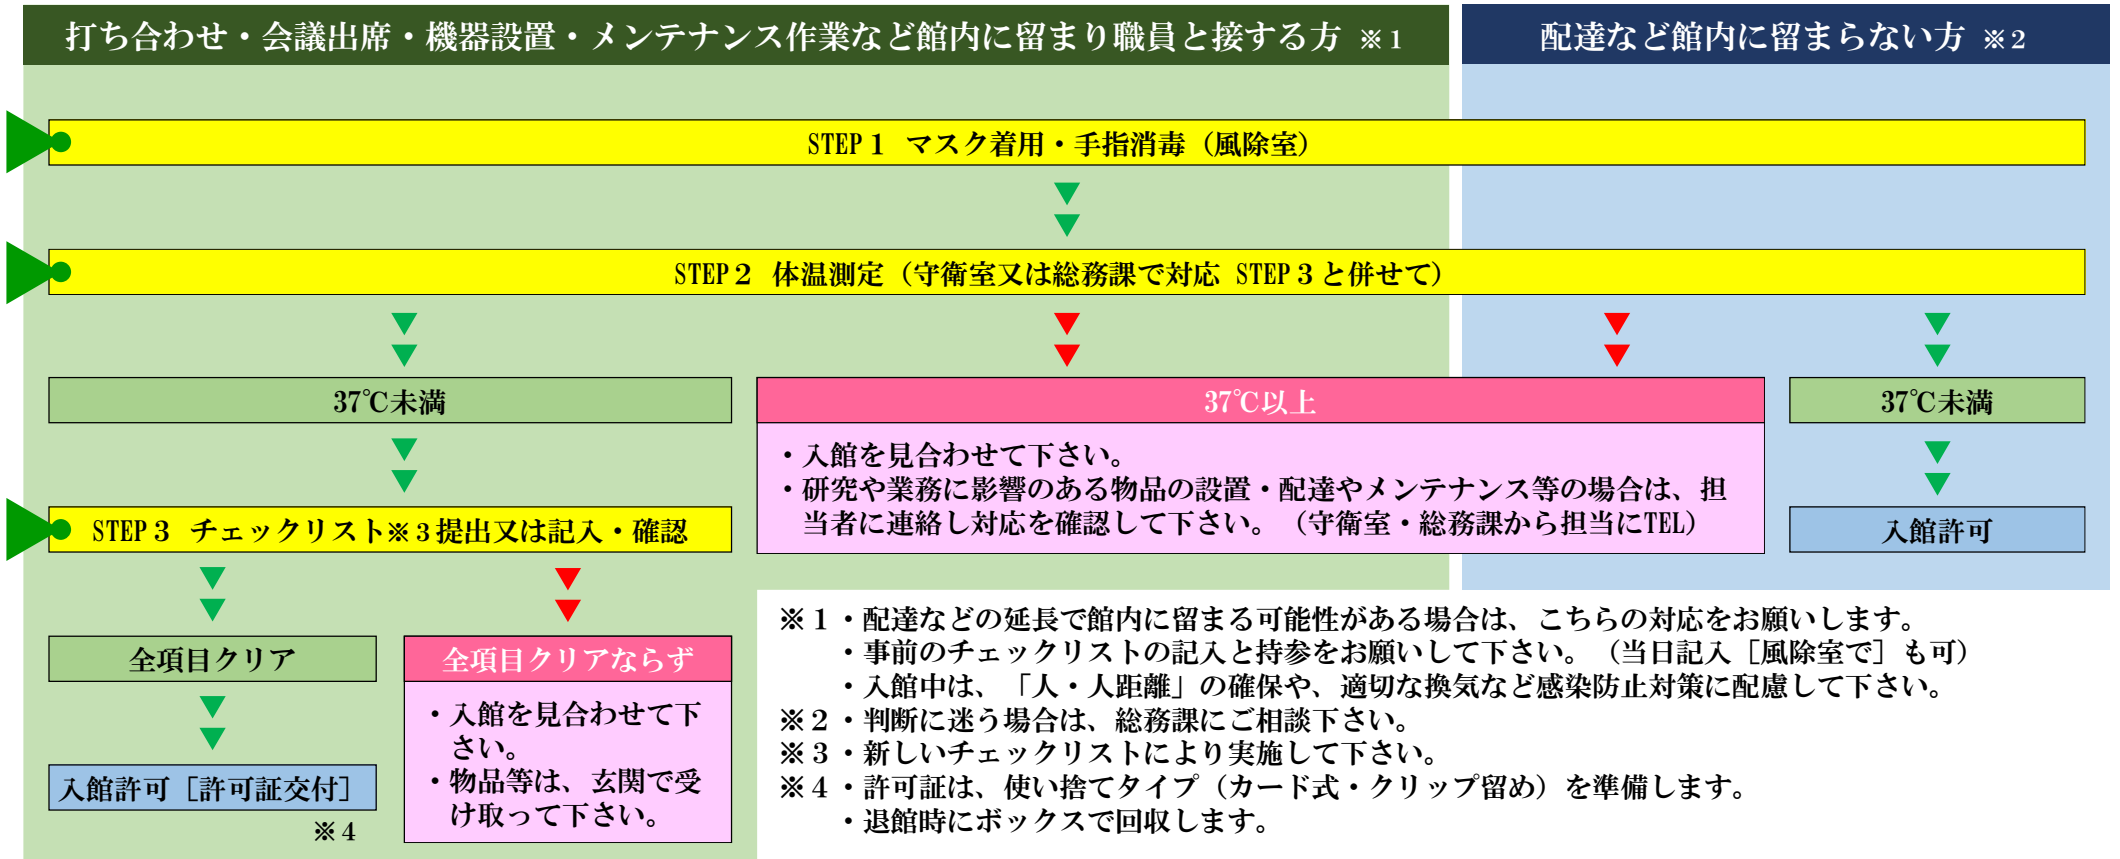 打ち合わせ・会議出席・機器設置・メンテナンス作業など館内に留まり職員と接する方 ※1
配達など館内に留まらない方 ※2
STEP１ マスク着用・手指消毒（風除室）
STEP２ 体温測定（守衛室又は総務課で対応 STEP３と併せて）
37℃未満
37℃以上
37℃未満
・入館を見合わせて下さい。
・研究や業務に影響のある物品の設置・配達やメンテナンス等の場合は、担
当者に連絡し対応を確認して下さい。（守衛室・総務課から担当にTEL）
入館許可
STEP３ チェックリスト※３提出又は記入・確認
全項目クリア
全項目クリアならず
・入館を見合わせて下
さい。
・物品等は、玄関で受
け取って下さい。
入館許可［許可証交付］
※４
※１・配達などの延長で館内に留まる可能性がある場合は、こちらの対応をお願いします。
・事前のチェックリストの記入と持参をお願いして下さい。（当日記入［風除室で］も可）
・入館中は、「人・人距離」の確保や、適切な換気など感染防止対策に配慮して下さい。
※２・判断に迷う場合は、総務課にご相談下さい。
※３・新しいチェックリストにより実施して下さい。
※４・許可証は、使い捨てタイプ（カード式・クリップ留め）を準備します。
・退館時にボックスで回収します。